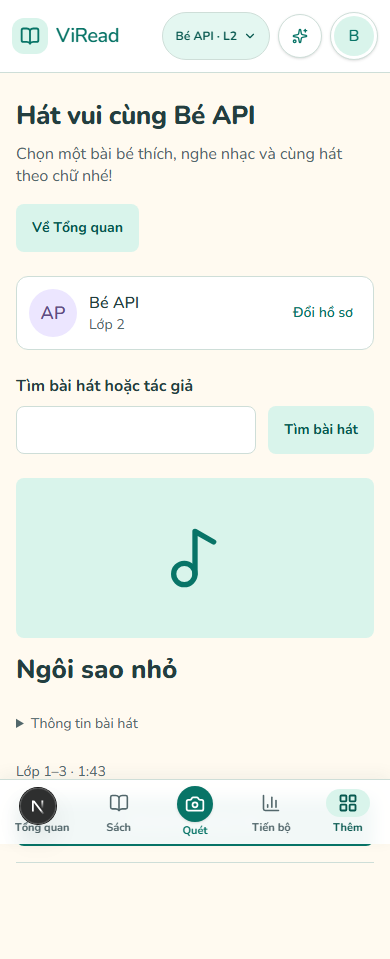 ViRead
Bé API · L2
B
Hát vui cùng Bé API
Chọn một bài bé thích, nghe nhạc và cùng hát
theo chữ nhé!
Về Tổng quan
AP
Bé API
Lớp 2
Đổi hồ sơ
Tìm bài hát hoặc tác giả
Tìm bài hát
Ngôi sao nhỏ
Thông tin bài hát
Lớp 1–3 · 1:43
N
Tổng quan
Sách
Quét
Tiến bộ
Thêm